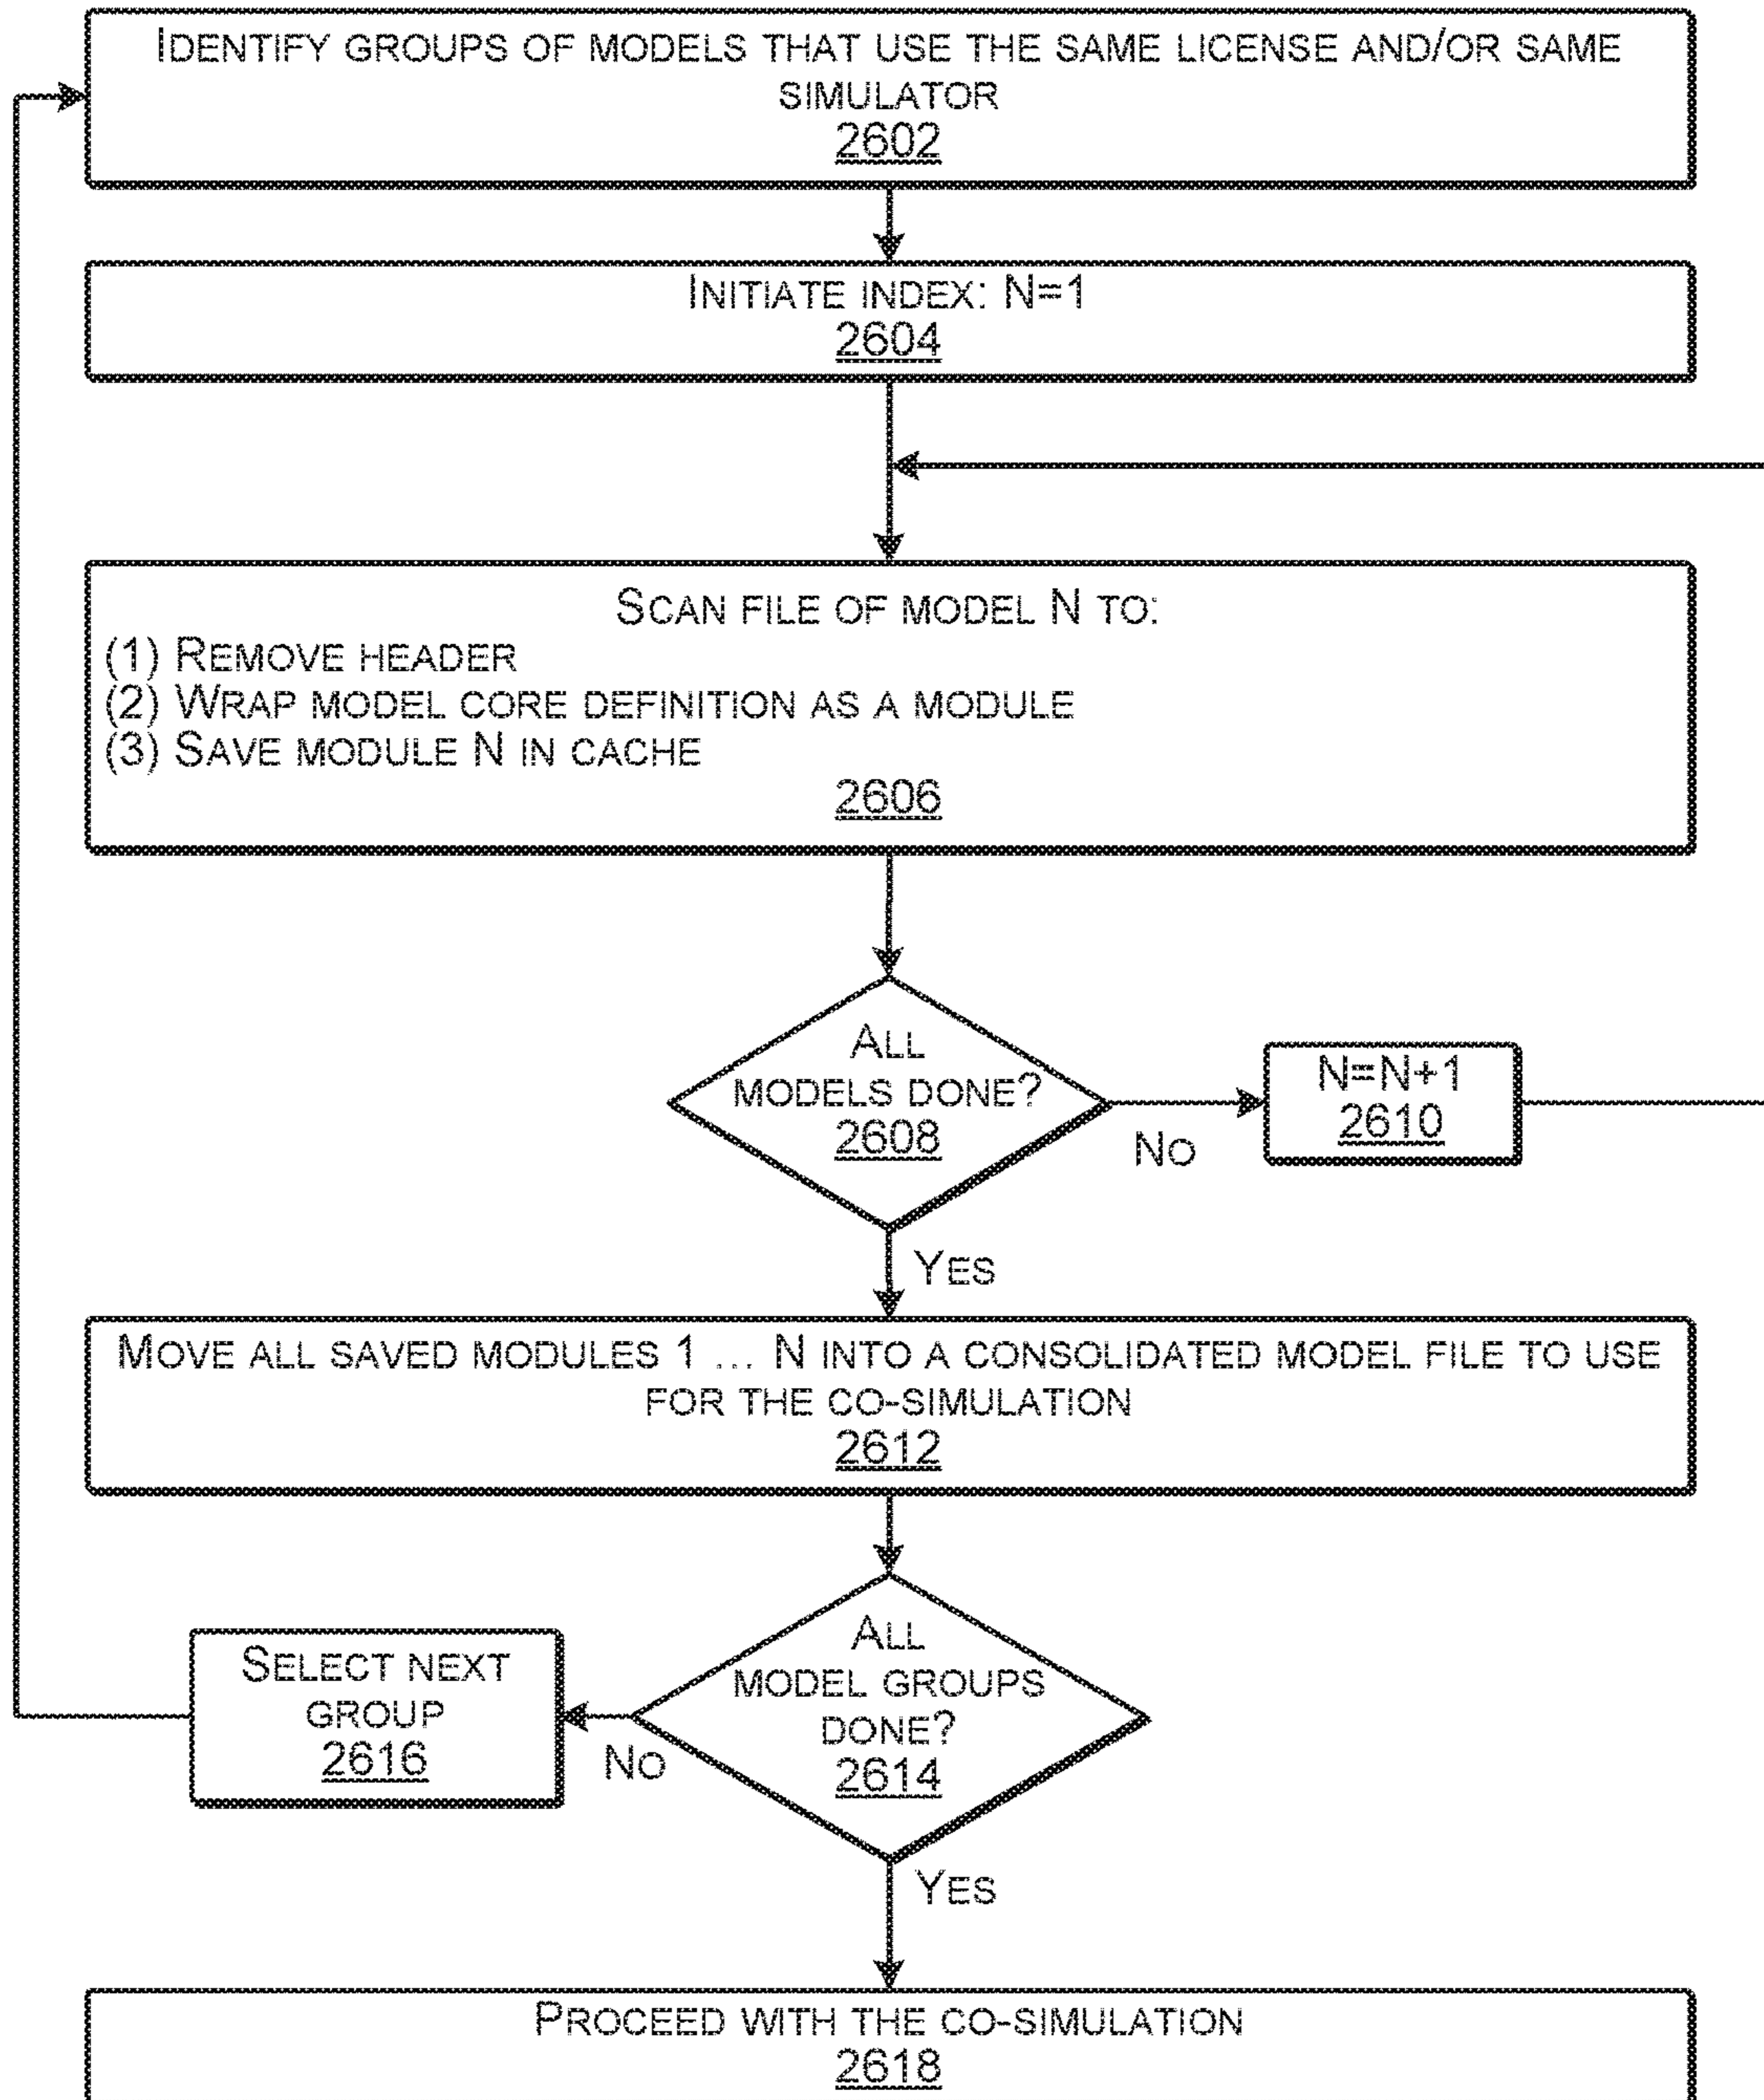 IDENTIFY GROUPS OF MODELS THAT USE THE SAME LICENSE AND/OR SAME
SIMULATOR
2602
INITIATE INDEX: N=1
2604
SCAN FILE OF MODEL N TO:
(1) REMOVE HEADER
(2) WRAP MODEL CORE DEFINITION AS A MODULE
(3) SAVE MODULE N IN CACHE
2606
ALL
MODELS DONE?
2608
NO
N=N+1
2610
YES
MOVE ALL SAVED MODULES 1 ... N INTO A CONSOLIDATED MODEL FILE TO USE
FOR THE CO-SIMULATION
2612
ALL
MODEL GROUPS
DONE?
2614
NO
SELECT NEXT
GROUP
2616
YES
PROCEED WITH THE CO-SIMULATION
2618